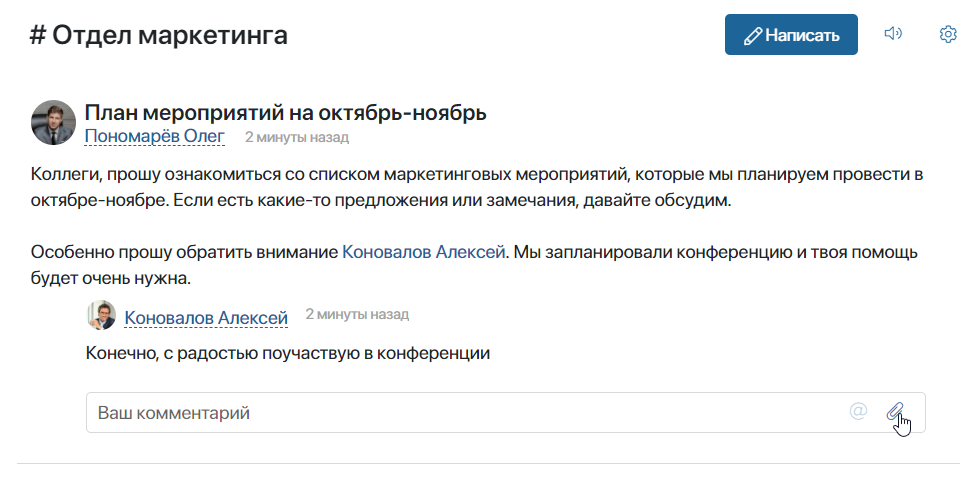 # Отдел маркетинга
Написать
План мероприятий на октябрь-ноябрь
Пономарёв Олег 2 минуты назад
Коллеги, прошу ознакомиться со списком маркетинговых мероприятий, которые мы планируем провести в
октябре-ноябре. Если есть какие-то предложения или замечания, давайте обсудим.
Особенно прошу обратить внимание Коновалов Алексей. Мы запланировали конференцию и твоя помощь
будет очень нужна.
Коновалов Алексей 2 минуты назад
Конечно, с радостью поучаствую в конференции
Ваш комментарий @